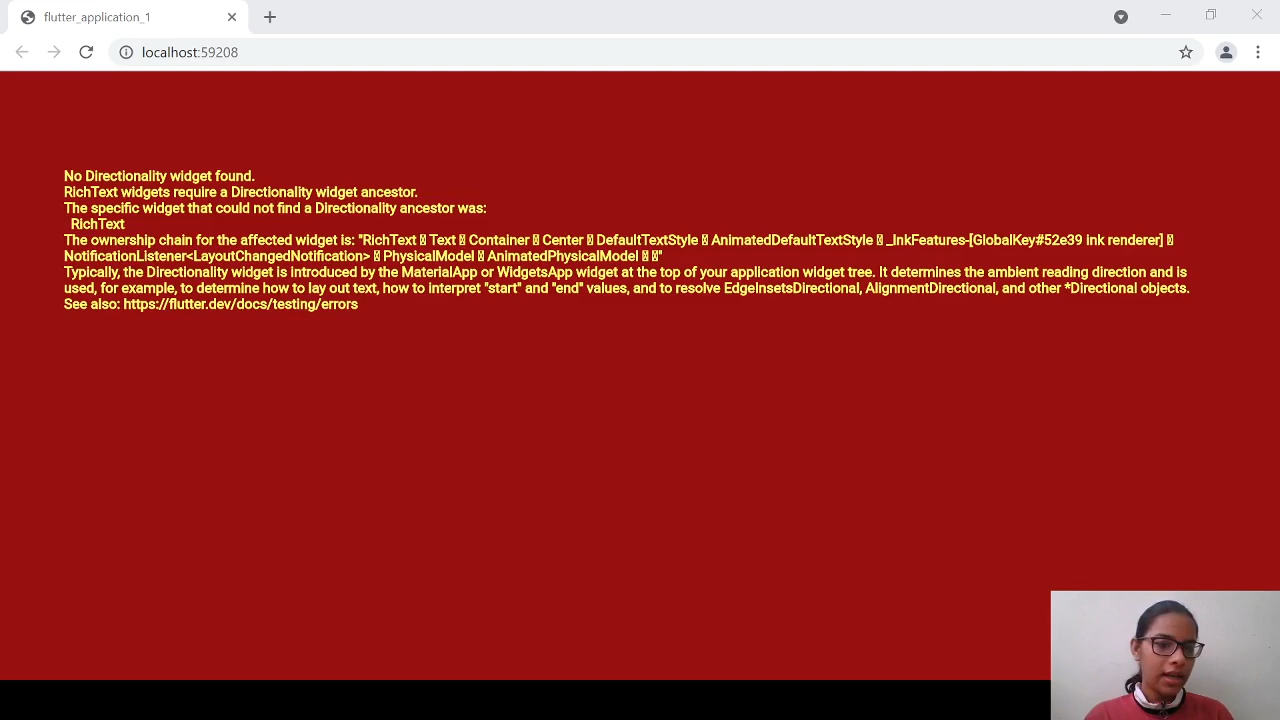 flutter_application_1
localhost:59208
No Directionality widget found.
RichText widgets require a Directionality widget ancestor.
The specific widget that could not find a Directionality ancestor was:
RichText
The ownership chain for the affected widget is: "RichText ▯ Text ▯ Container ▯ Center ▯ DefaultTextStyle ▯ AnimatedDefaultTextStyle ▯ _InkFeatures-[GlobalKey#52e39 ink renderer] ▯
NotificationListener<LayoutChangedNotification> ▯ PhysicalModel ▯ AnimatedPhysicalModel ▯ ▯"
Typically, the Directionality widget is introduced by the MaterialApp or WidgetsApp widget at the top of your application widget tree. It determines the ambient reading direction and is
used, for example, to determine how to lay out text, how to interpret "start" and "end" values, and to resolve EdgeInsetsDirectional, AlignmentDirectional, and other *Directional objects.
See also: https://flutter.dev/docs/testing/errors